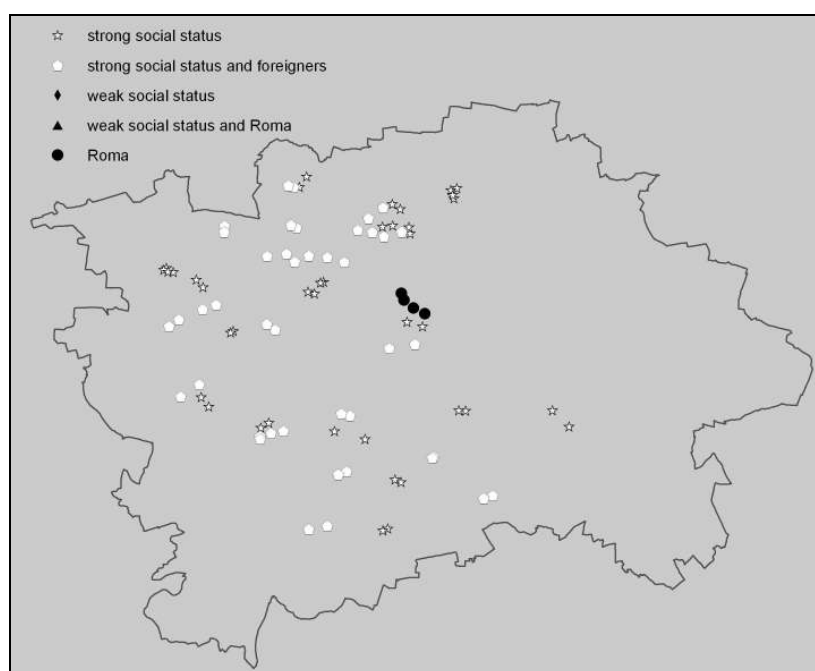 strong social status
strong social status and foreigners
weak social status
weak social status and Roma
Roma